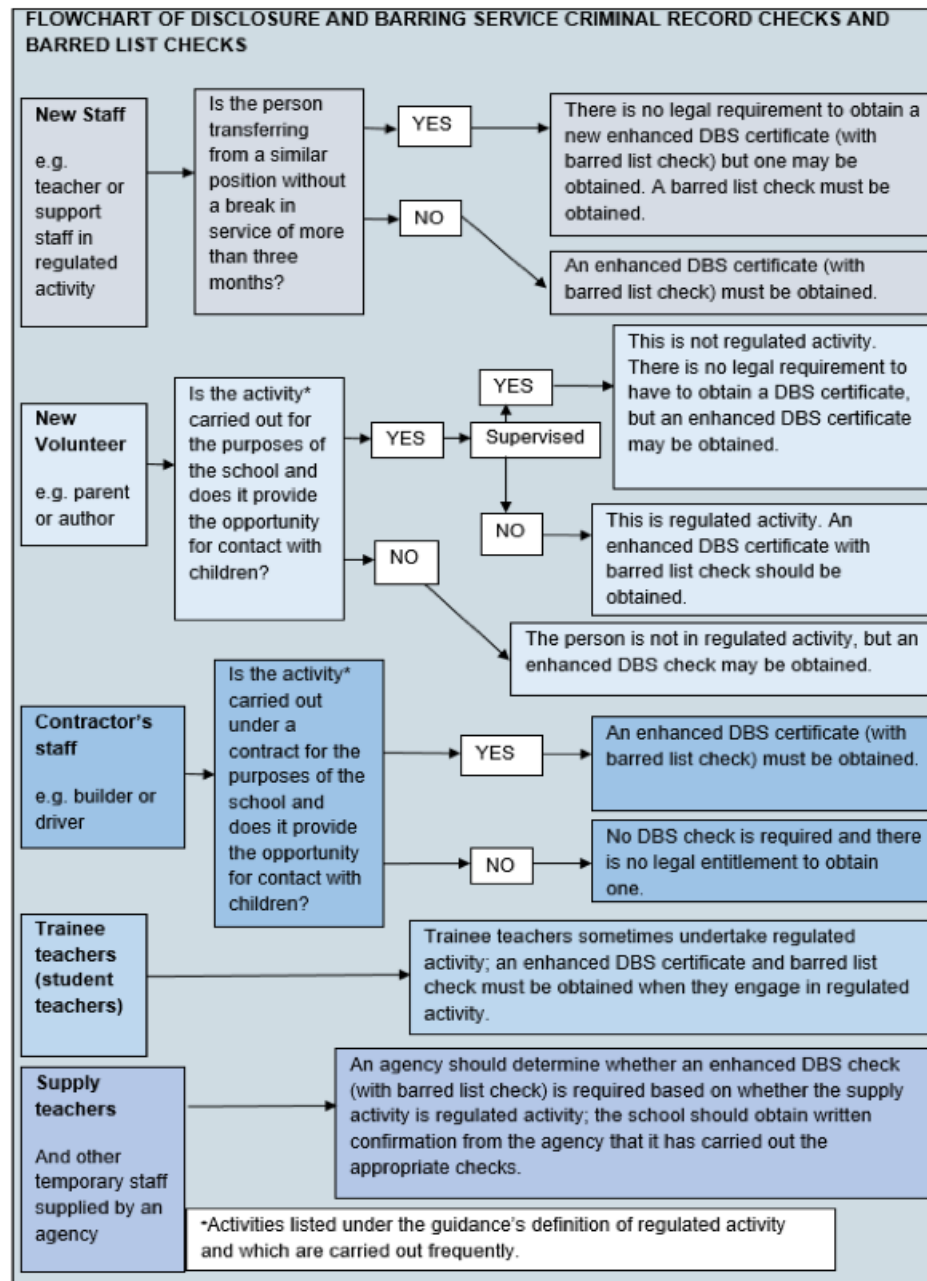 FLOWCHART OF DISCLOSURE AND BARRING SERVICE CRIMINAL RECORD CHECKS AND
BARRED LIST CHECKS
New Staff
e.g.
teacher or
support
staff in
regulated
activity
Is the person
transferring
from a similar
position without
a break in
service of more
than three
months?
YES
There is no legal requirement to obtain a
new enhanced DBS certificate (with
barred list check) but one may be
obtained. A barred list check must be
obtained.
NO
An enhanced DBS certificate (with
barred list check) must be obtained.
New
Volunteer
e.g. parent
or author
Is the activity*
carried out for
the purposes of
the school and
does it provide
the opportunity
for contact with
children?
YES
Supervised
YES
This is not regulated activity.
There is no legal requirement to
have to obtain a DBS certificate,
but an enhanced DBS certificate
may be obtained.
NO
This is regulated activity. An
enhanced DBS certificate with
barred list check should be
obtained.
NO
The person is not in regulated activity, but an
enhanced DBS check may be obtained.
Contractor's
staff
e.g. builder or
driver
Is the activity*
carried out
under a
contract for the
purposes of the
school and
does it provide
the opportunity
for contact with
children?
YES
An enhanced DBS certificate (with
barred list check) must be obtained.
NO
No DBS check is required and there
is no legal entitlement to obtain
one.
Trainee
teachers
(student
teachers)
Trainee teachers sometimes undertake regulated
activity; an enhanced DBS certificate and barred list
check must be obtained when they engage in regulated
activity.
Supply
teachers
And other
temporary staff
supplied by an
agency
An agency should determine whether an enhanced DBS check
(with barred list check) is required based on whether the supply
activity is regulated activity; the school should obtain written
confirmation from the agency that it has carried out the
appropriate checks.
*Activities listed under the guidance's definition of regulated activity
and which are carried out frequently.